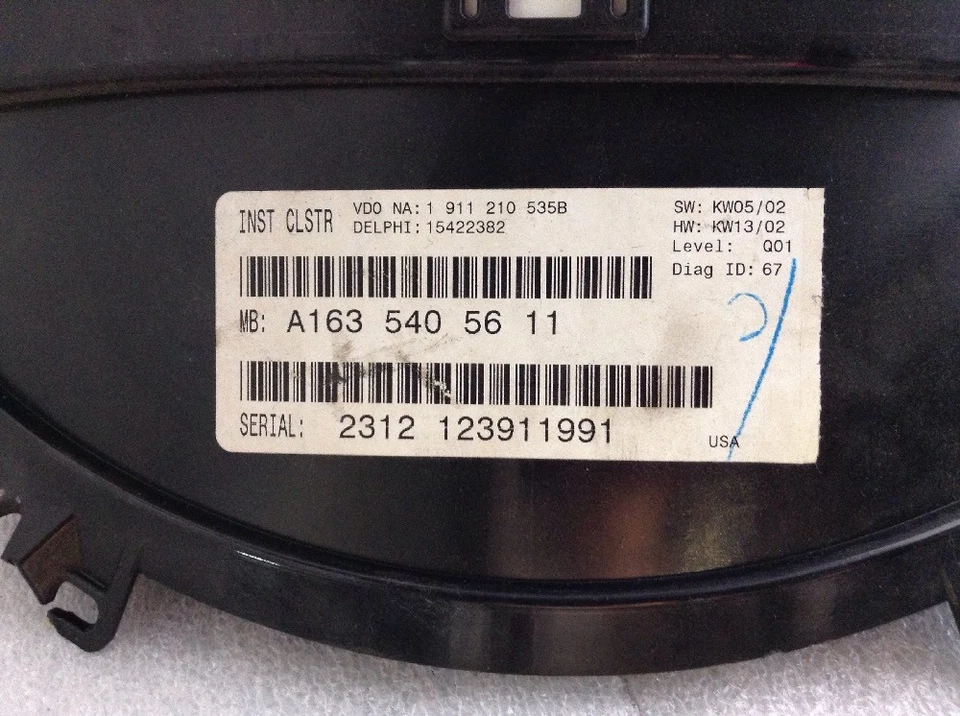 INST CLSTR
VDO NA: 1 911 210 535B
DELPHI: 15422382
SW: KW05/02
HW: KW13/02
Level: Q01
Diag ID: 67
MB: A163 540 56 11
SERIAL: 2312 123911991
USA